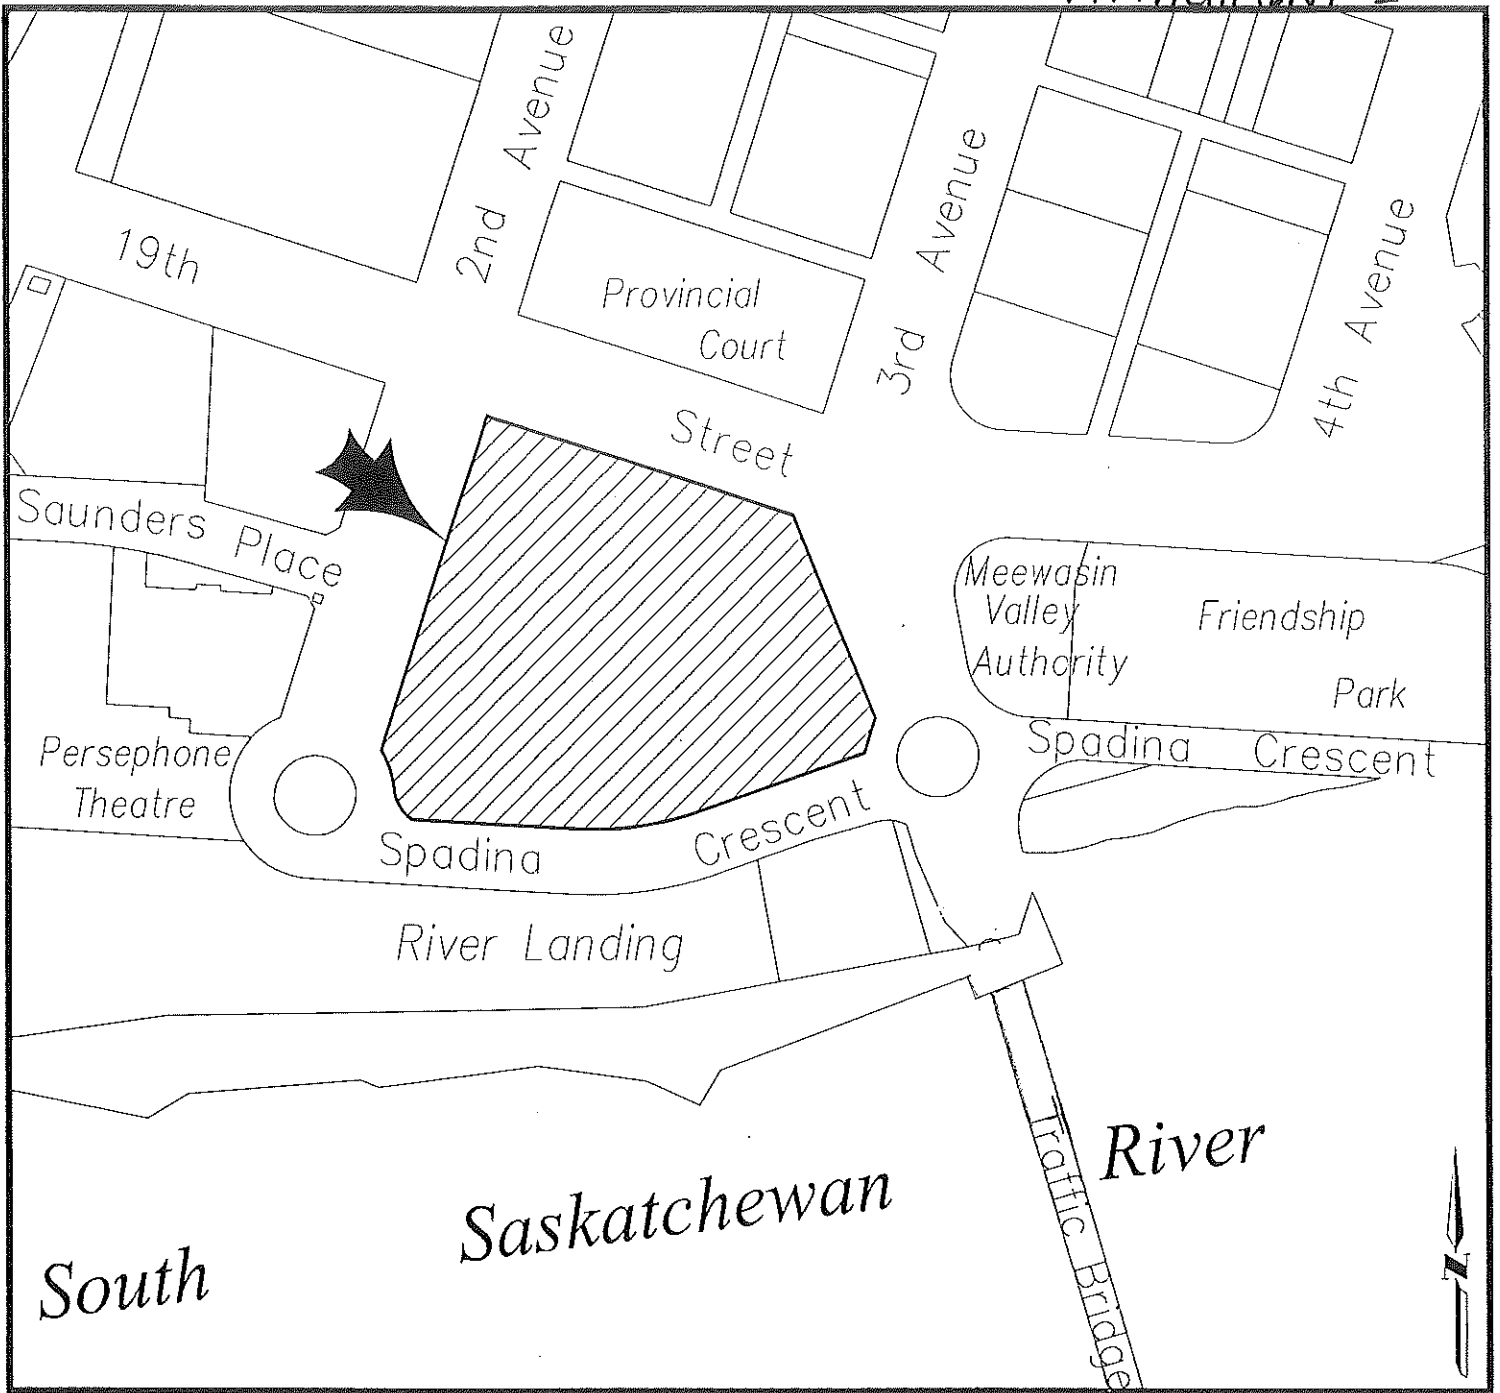 2nd Avenue
3rd Avenue
4th Avenue
19th Street
Provincial
Court
Saunders Place
Meewasin
Valley
Authority
Friendship
Park
Persephone
Theatre
Spadina Crescent
Spadina Crescent
River Landing
Traffic Bridge
South Saskatchewan River
N